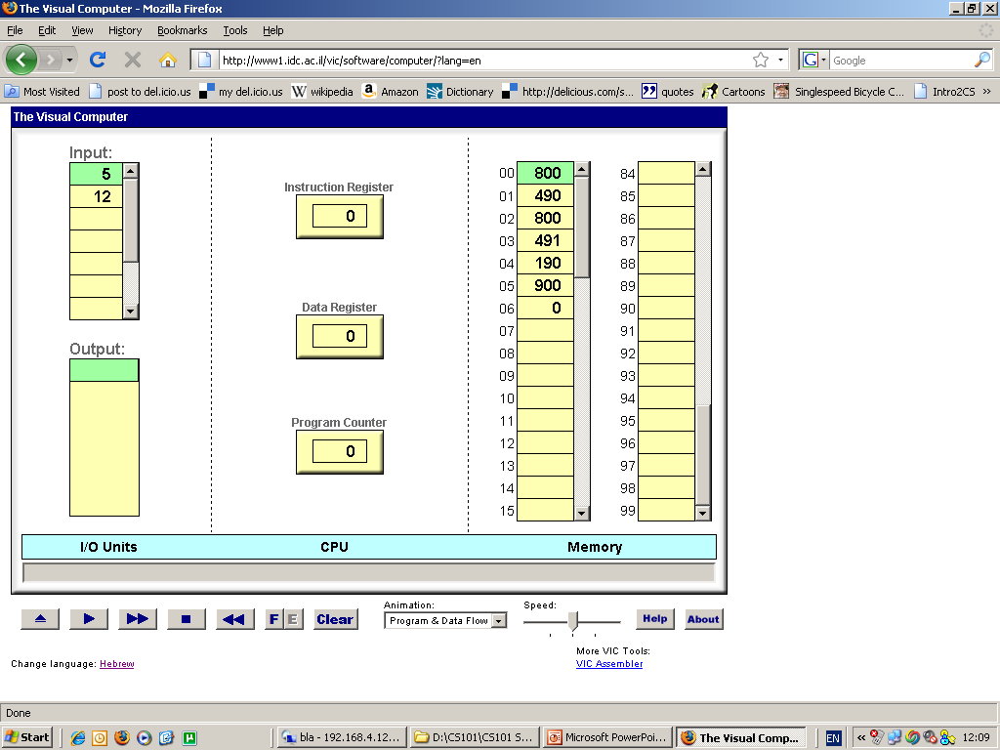 The Visual Computer - Mozilla Firefox
File Edit View History Bookmarks Tools Help
http://www1.idc.ac.il/vic/software/computer/?lang=en
G Google
Most Visited post to del.icio.us my del.icio.us W wikipedia a Amazon Dictionary http://delicious.com/s... quotes Cartoons Singlespeed Bicycle C... Intro2CS »
The Visual Computer
Input:
5
12
Output:
Instruction Register
0
Data Register
0
Program Counter
0
00 800
01 490
02 800
03 491
04 190
05 900
06 0
07
08
09
10
11
12
13
14
15
84
85
86
87
88
89
90
91
92
93
94
95
96
97
98
99
I/O Units CPU Memory
F E Clear
Animation:
Program & Data Flow
Speed:
Help About
More VIC Tools:
VIC Assembler
Change language: Hebrew
Done
Start bla - 192.168.4.12... D:\CS101\CS101 S... Microsoft PowerPoi... The Visual Comp... EN « 12:09